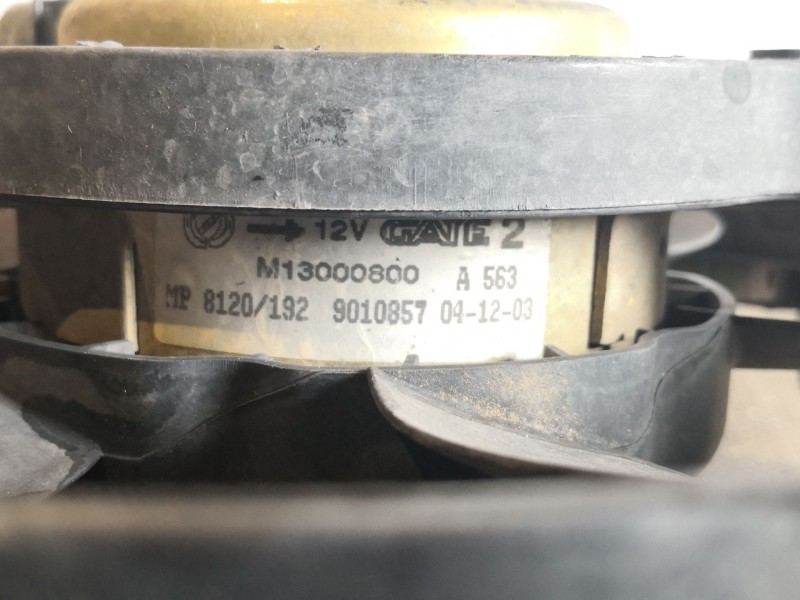 12V GATE 2
M13000800 A 563
MP 8120/192 9010857 04-12-03